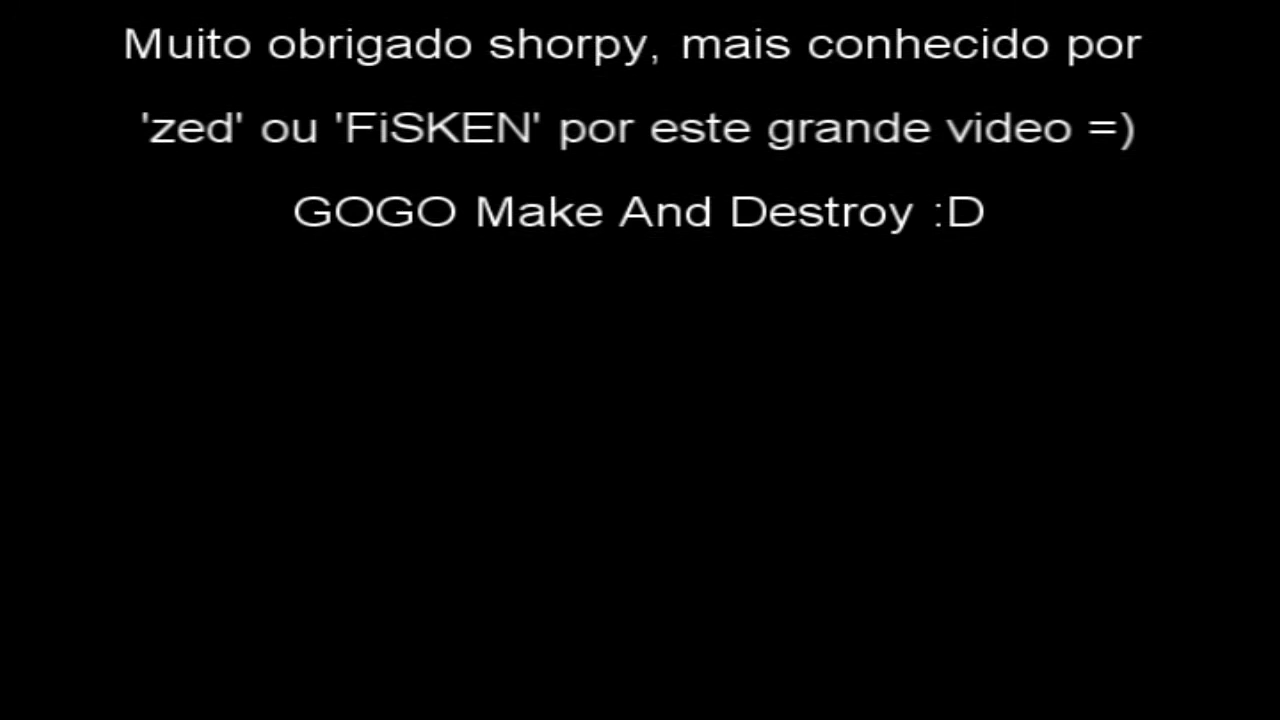 Muito obrigado shorpy, mais conhecido por
'zed' ou 'FiSKEN' por este grande video =)
GOGO Make And Destroy :D